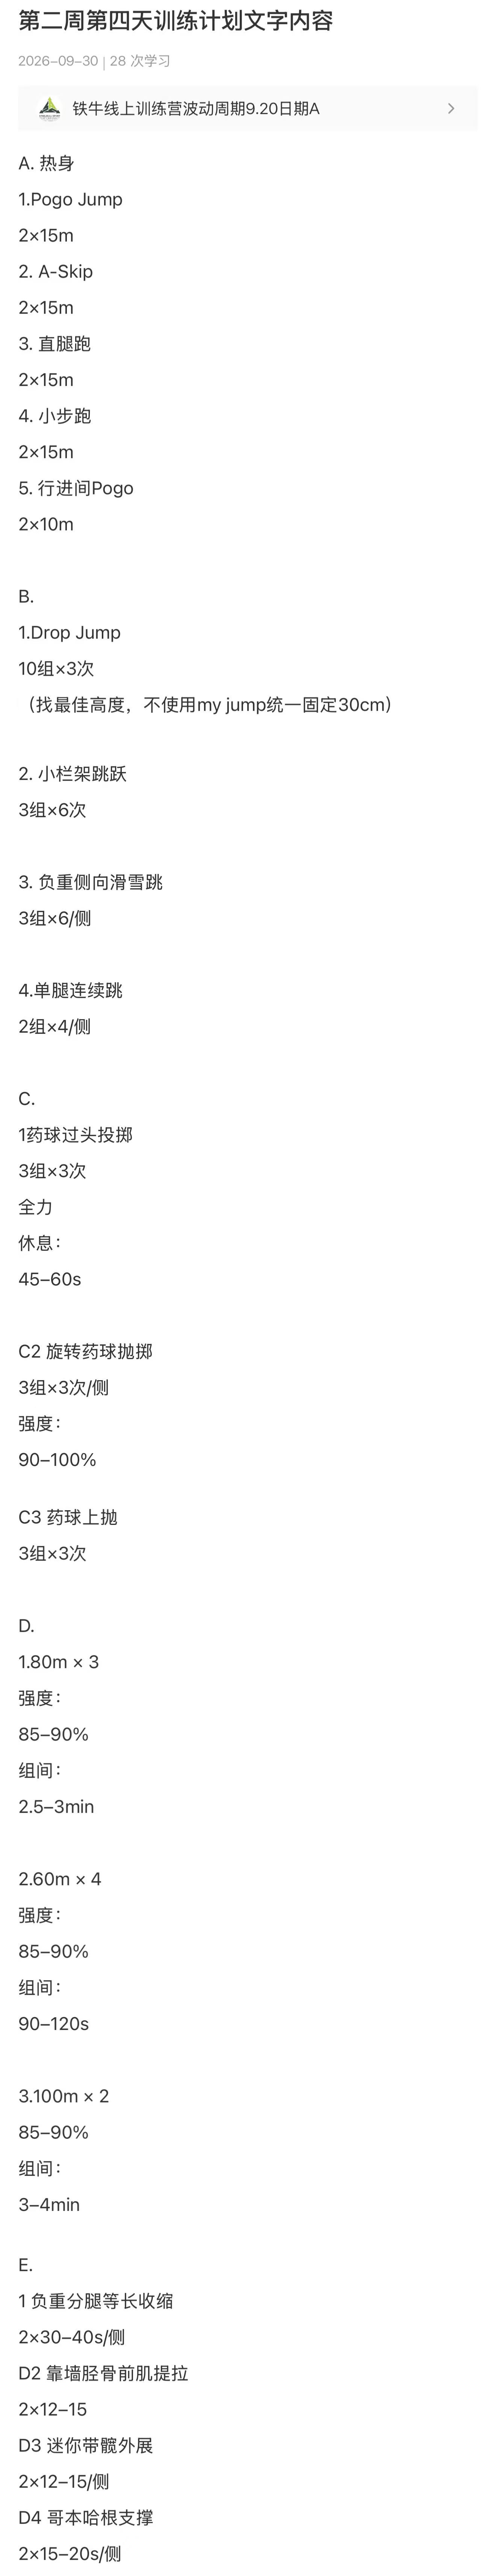 第二周第四天训练计划文字内容
2026-09-30 | 28 次学习
铁牛线上训练营波动周期9.20日期A
A. 热身
1.Pogo Jump
2×15m
2. A-Skip
2×15m
3. 直腿跑
2×15m
4. 小步跑
2×15m
5. 行进间Pogo
2×10m
B.
1.Drop Jump
10组×3次
（找最佳高度，不使用my jump统一固定30cm）
2. 小栏架跳跃
3组×6次
3. 负重侧向滑雪跳
3组×6/侧
4.单腿连续跳
2组×4/侧
C.
1药球过头投掷
3组×3次
全力
休息：
45–60s
C2 旋转药球抛掷
3组×3次/侧
强度：
90–100%
C3 药球上抛
3组×3次
D.
1.80m × 3
强度：
85–90%
组间：
2.5–3min
2.60m × 4
强度：
85–90%
组间：
90–120s
3.100m × 2
85–90%
组间：
3–4min
E.
1 负重分腿等长收缩
2×30–40s/侧
D2 靠墙胫骨前肌提拉
2×12–15
D3 迷你带髋外展
2×12–15/侧
D4 哥本哈根支撑
2×15–20s/侧